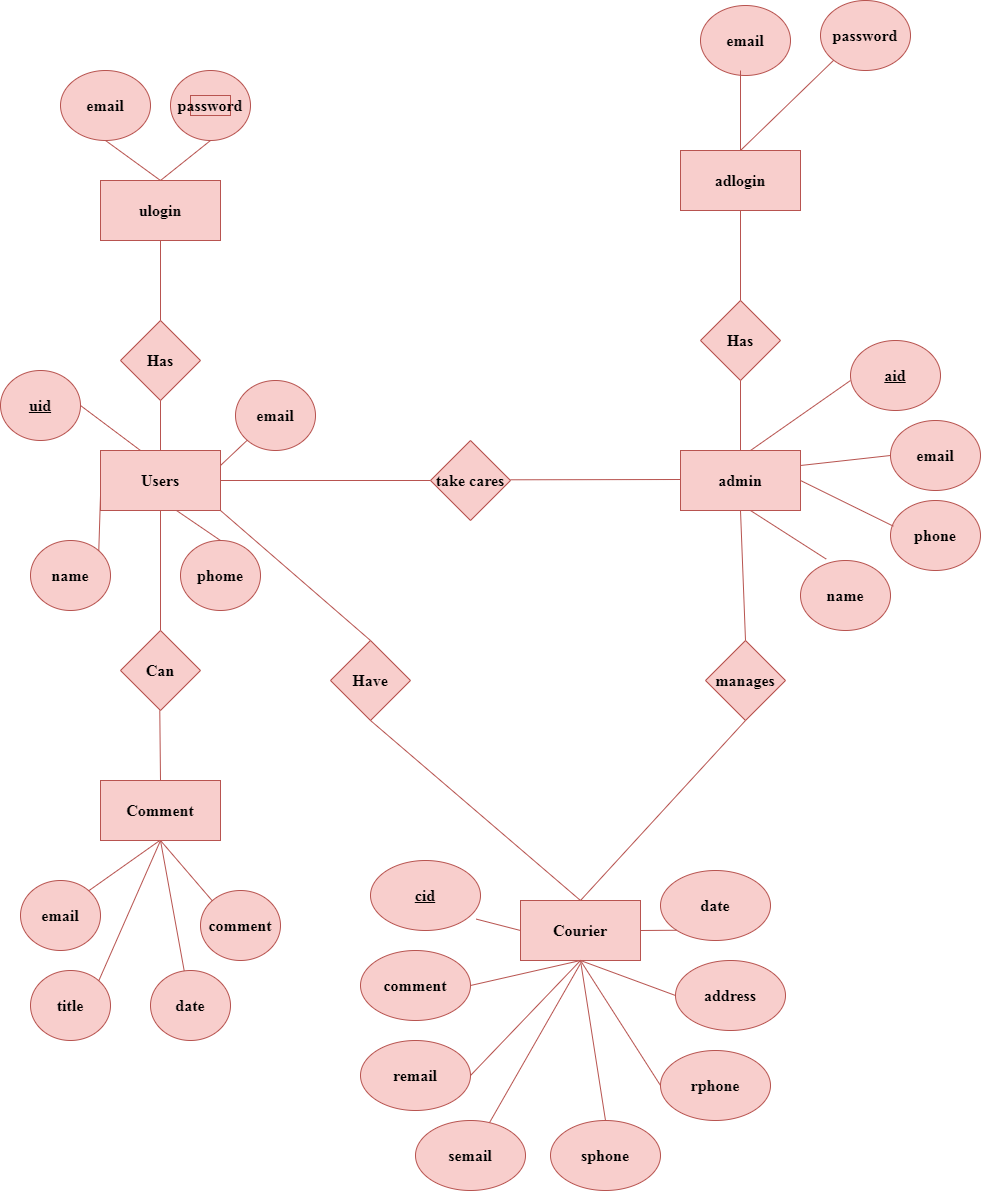 email
password
email
password
adlogin
ulogin
Has
Has
aid
uid
email
email
Users
take cares
admin
phone
name
phome
name
Can
Have
manages
Comment
cid
date
email
comment
Courier
comment
address
title
date
remail
rphone
semail
sphone